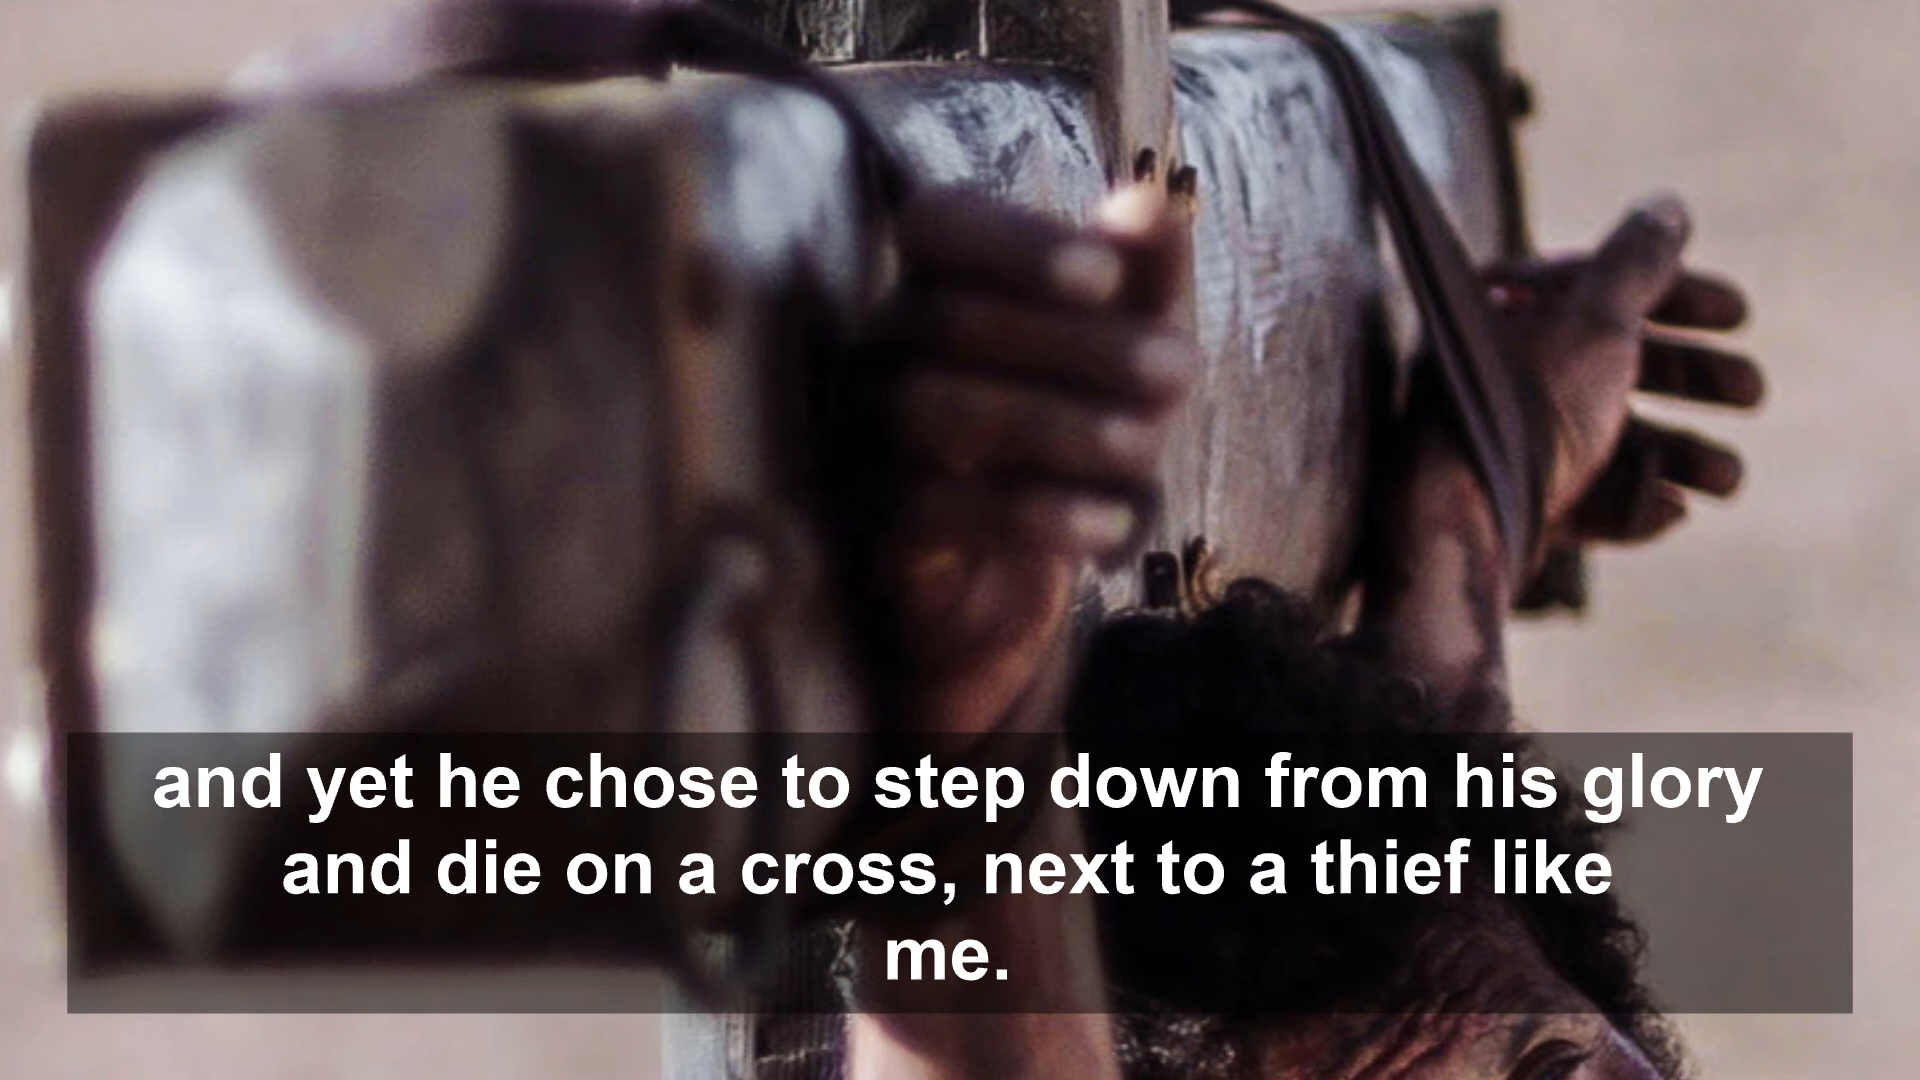 and yet he chose to step down from his glory
and die on a cross, next to a thief like
me.